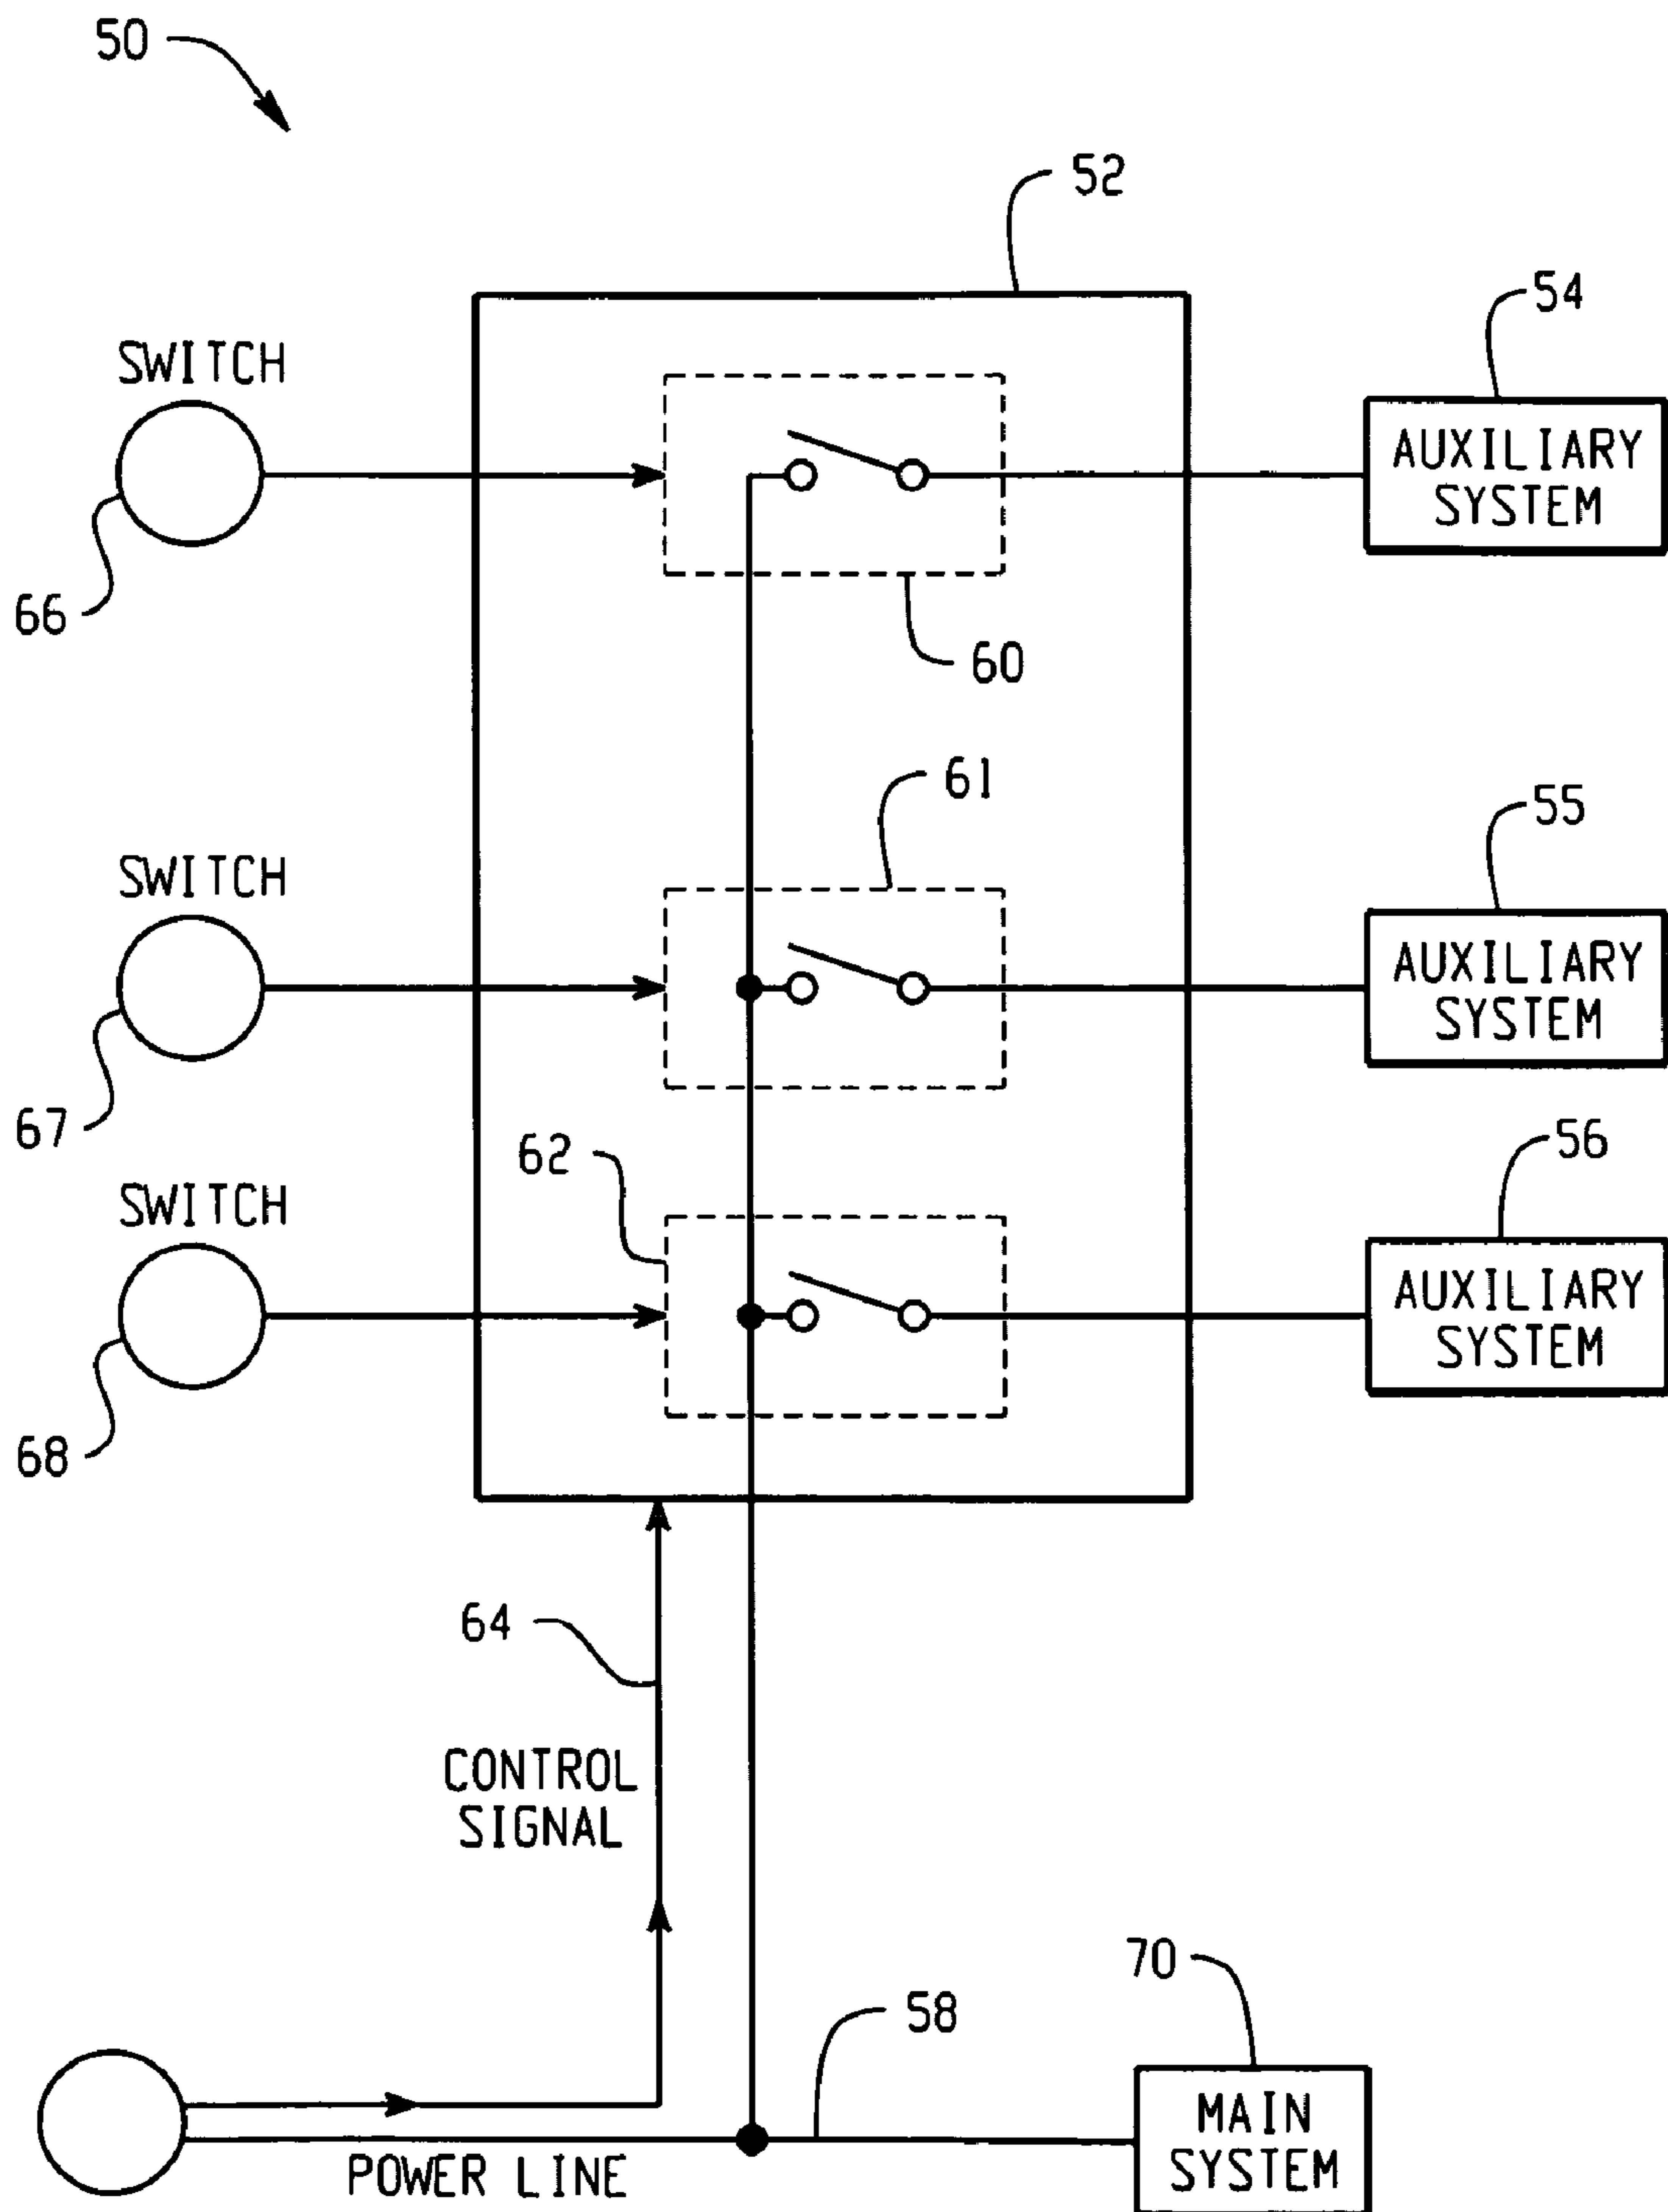 50
52
54
SWITCH
AUXILIARY
SYSTEM
66
60
61
55
SWITCH
AUXILIARY
SYSTEM
67
62
56
SWITCH
AUXILIARY
SYSTEM
68
64
CONTROL
SIGNAL
70
58
MAIN
SYSTEM
POWER LINE